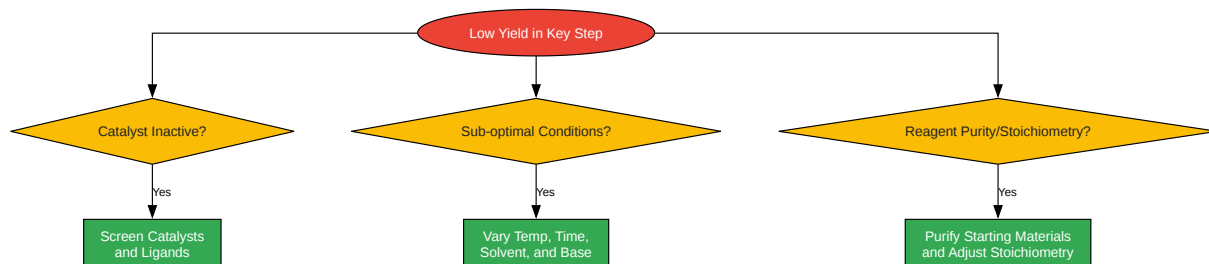 Low Yield in Key Step
Catalyst Inactive?
Sub-optimal Conditions?
Reagent Purity/Stoichiometry?
Yes
Yes
Yes
Screen Catalysts
and Ligands
Vary Temp, Time,
Solvent, and Base
Purify Starting Materials
and Adjust Stoichiometry